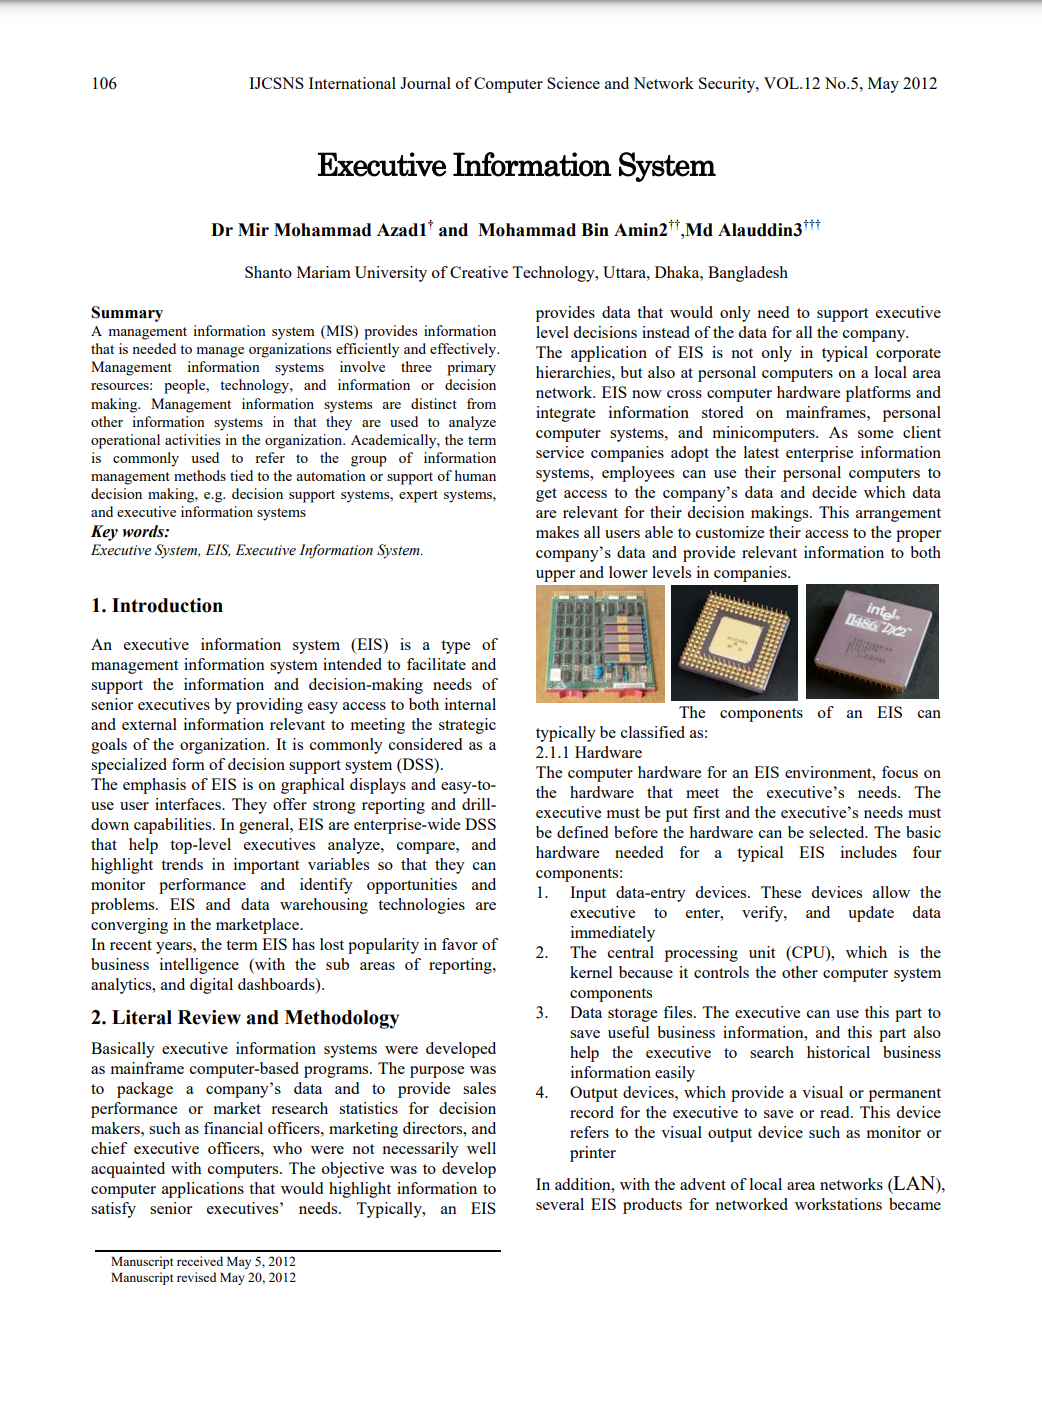 106
IJCSNS International Journal of Computer Science and Network Security, VOL.12 No.5, May 2012
Executive Information System
Dr Mir Mohammad Azad1† and Mohammad Bin Amin2††,Md Alauddin3†††
Shanto Mariam University of Creative Technology, Uttara, Dhaka, Bangladesh
Summary
A management information system (MIS) provides information
that is needed to manage organizations efficiently and effectively.
Management information systems involve three primary
resources: people, technology, and information or decision
making. Management information systems are distinct from
other information systems in that they are used to analyze
operational activities in the organization. Academically, the term
is commonly used to refer to the group of information
management methods tied to the automation or support of human
decision making, e.g. decision support systems, expert systems,
and executive information systems
Key words:
Executive System, EIS, Executive Information System.
1. Introduction
An executive information system (EIS) is a type of
management information system intended to facilitate and
support the information and decision-making needs of
senior executives by providing easy access to both internal
and external information relevant to meeting the strategic
goals of the organization. It is commonly considered as a
specialized form of decision support system (DSS).
The emphasis of EIS is on graphical displays and easy-to-
use user interfaces. They offer strong reporting and drill-
down capabilities. In general, EIS are enterprise-wide DSS
that help top-level executives analyze, compare, and
highlight trends in important variables so that they can
monitor performance and identify opportunities and
problems. EIS and data warehousing technologies are
converging in the marketplace.
In recent years, the term EIS has lost popularity in favor of
business intelligence (with the sub areas of reporting,
analytics, and digital dashboards).
2. Literal Review and Methodology
Basically executive information systems were developed
as mainframe computer-based programs. The purpose was
to package a company's data and to provide sales
performance or market research statistics for decision
makers, such as financial officers, marketing directors, and
chief executive officers, who were not necessarily well
acquainted with computers. The objective was to develop
computer applications that would highlight information to
satisfy senior executives' needs. Typically, an EIS
Manuscript received May 5, 2012
Manuscript revised May 20, 2012
provides data that would only need to support executive
level decisions instead of the data for all the company.
The application of EIS is not only in typical corporate
hierarchies, but also at personal computers on a local area
network. EIS now cross computer hardware platforms and
integrate information stored on mainframes, personal
computer systems, and minicomputers. As some client
service companies adopt the latest enterprise information
systems, employees can use their personal computers to
get access to the company's data and decide which data
are relevant for their decision makings. This arrangement
makes all users able to customize their access to the proper
company's data and provide relevant information to both
upper and lower levels in companies.
intel
i486 DX2
The components of an EIS can
typically be classified as:
2.1.1 Hardware
The computer hardware for an EIS environment, focus on
the hardware that meet the executive's needs. The
executive must be put first and the executive's needs must
be defined before the hardware can be selected. The basic
hardware needed for a typical EIS includes four
components:
1. Input data-entry devices. These devices allow the
executive to enter, verify, and update data
immediately
2. The central processing unit (CPU), which is the
kernel because it controls the other computer system
components
3. Data storage files. The executive can use this part to
save useful business information, and this part also
help the executive to search historical business
information easily
4. Output devices, which provide a visual or permanent
record for the executive to save or read. This device
refers to the visual output device such as monitor or
printer
In addition, with the advent of local area networks (LAN),
several EIS products for networked workstations became